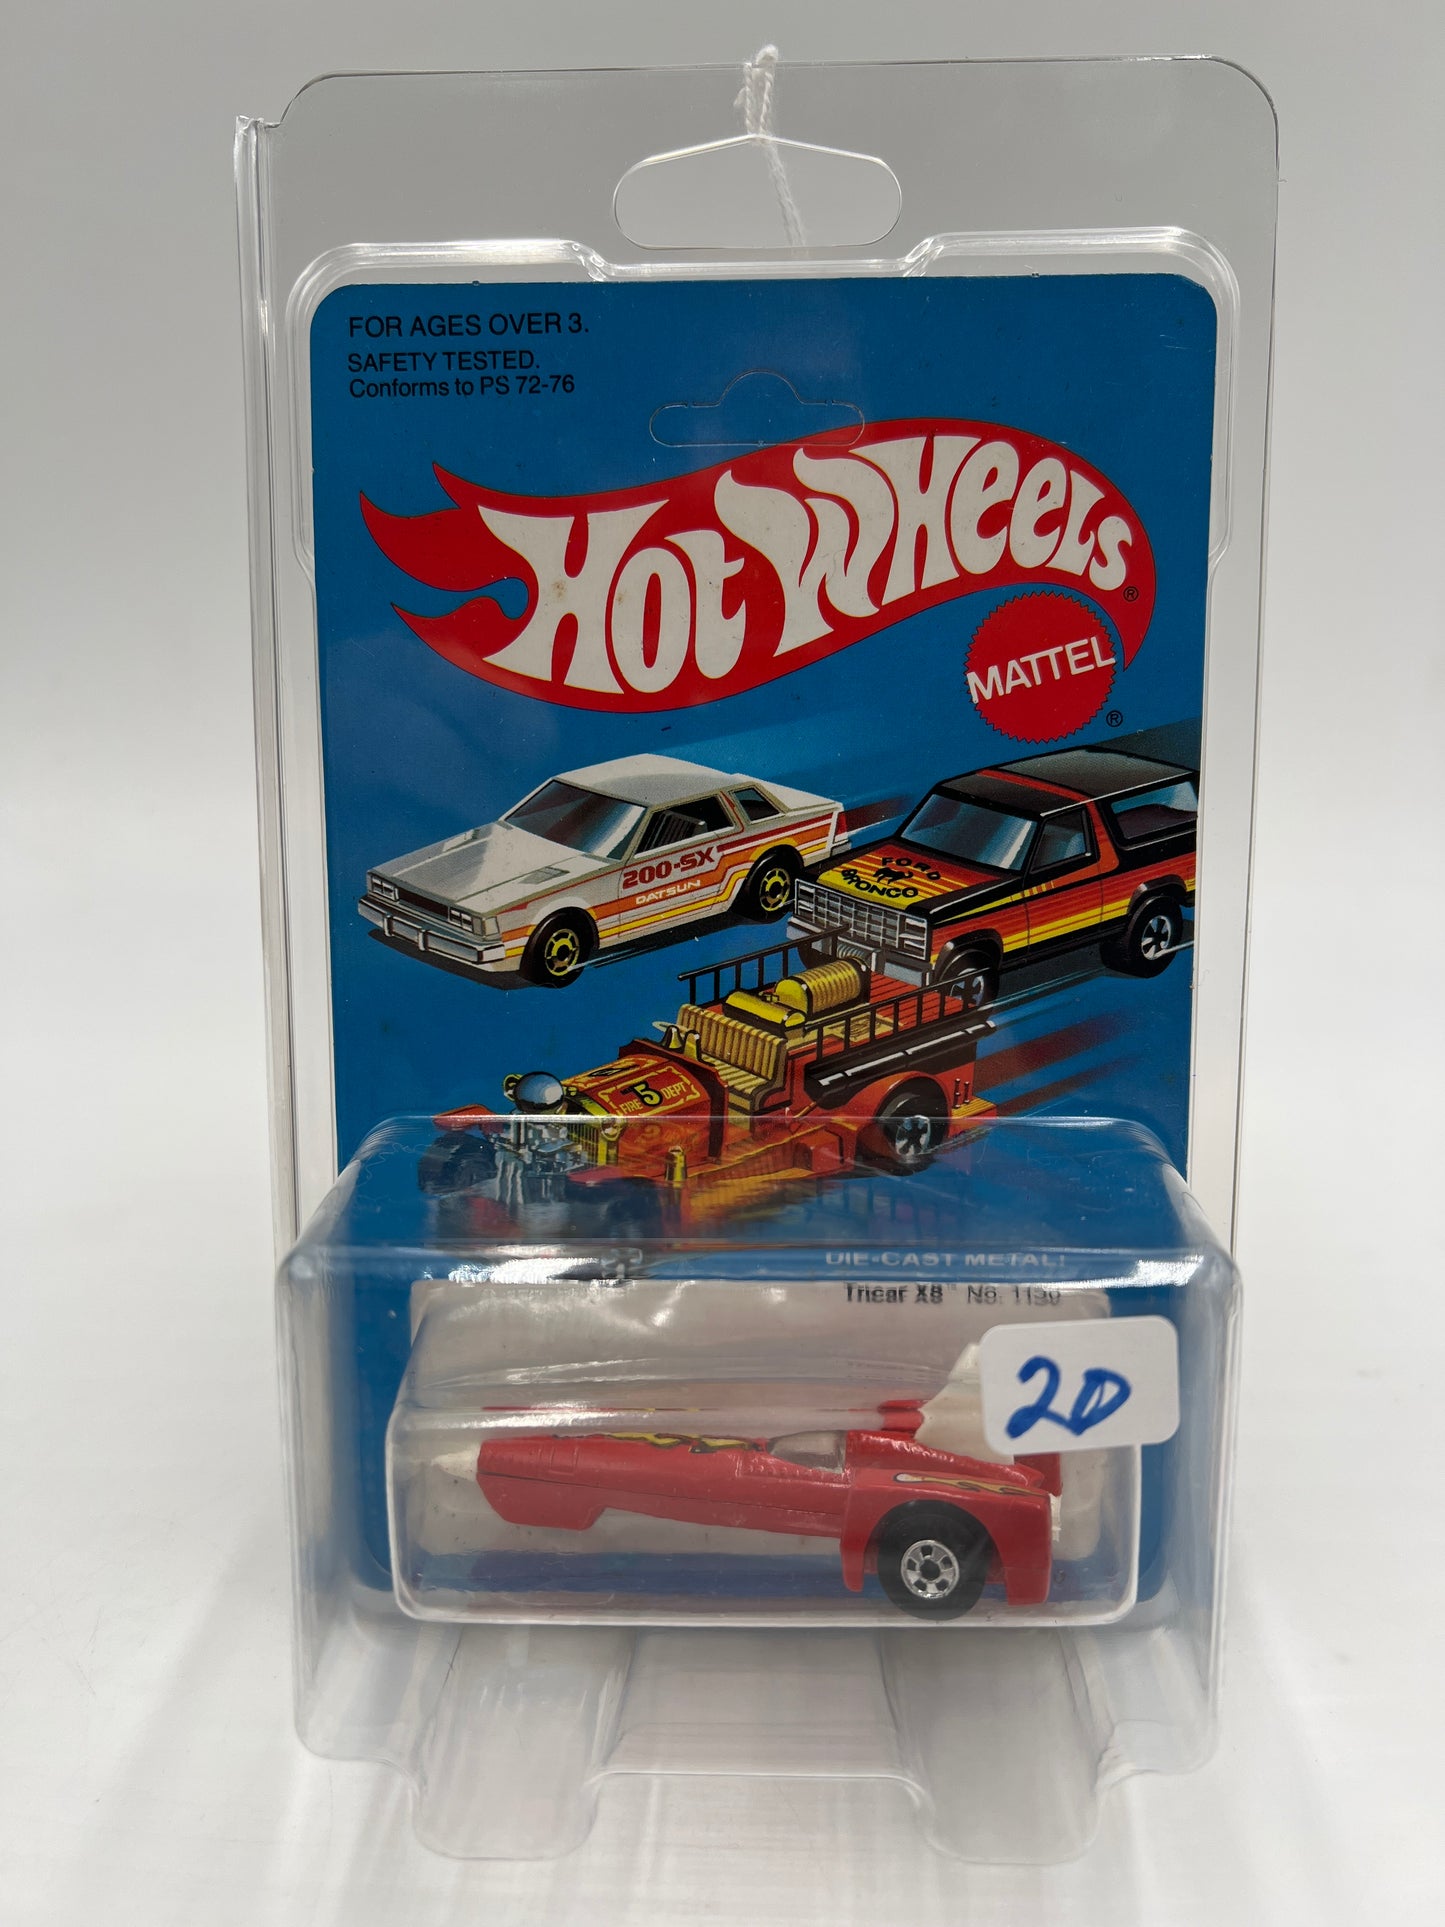 FOR AGES OVER 3.
SAFETY TESTED.
Conforms to PS 72-76
HOT WHEELS®
MATTEL®
200-SX
DATSUN
FORD
BRONCO
FIRE 5 DEPT
DIE-CAST METAL!
Tricar X8™ No. 1130
20